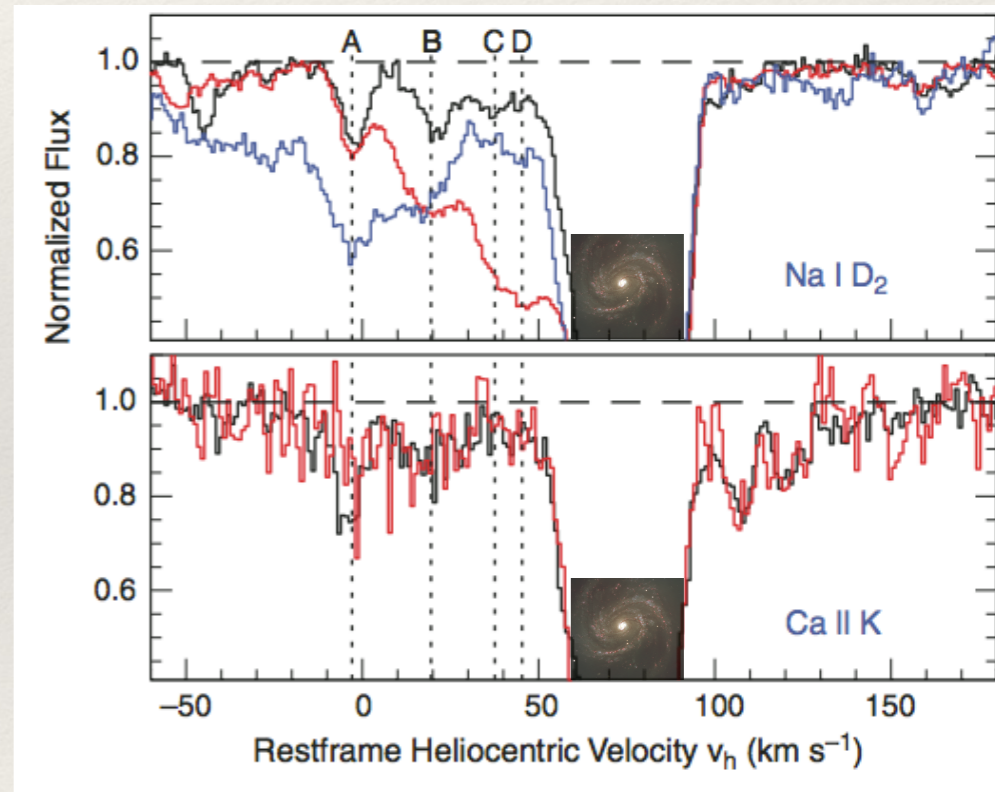 A B C D
1.0
0.8
0.6
Na I D₂
1.0
0.8
0.6
Ca II K
Normalized Flux
−50 0 50 100 150
Restframe Heliocentric Velocity vₕ (km s⁻¹)